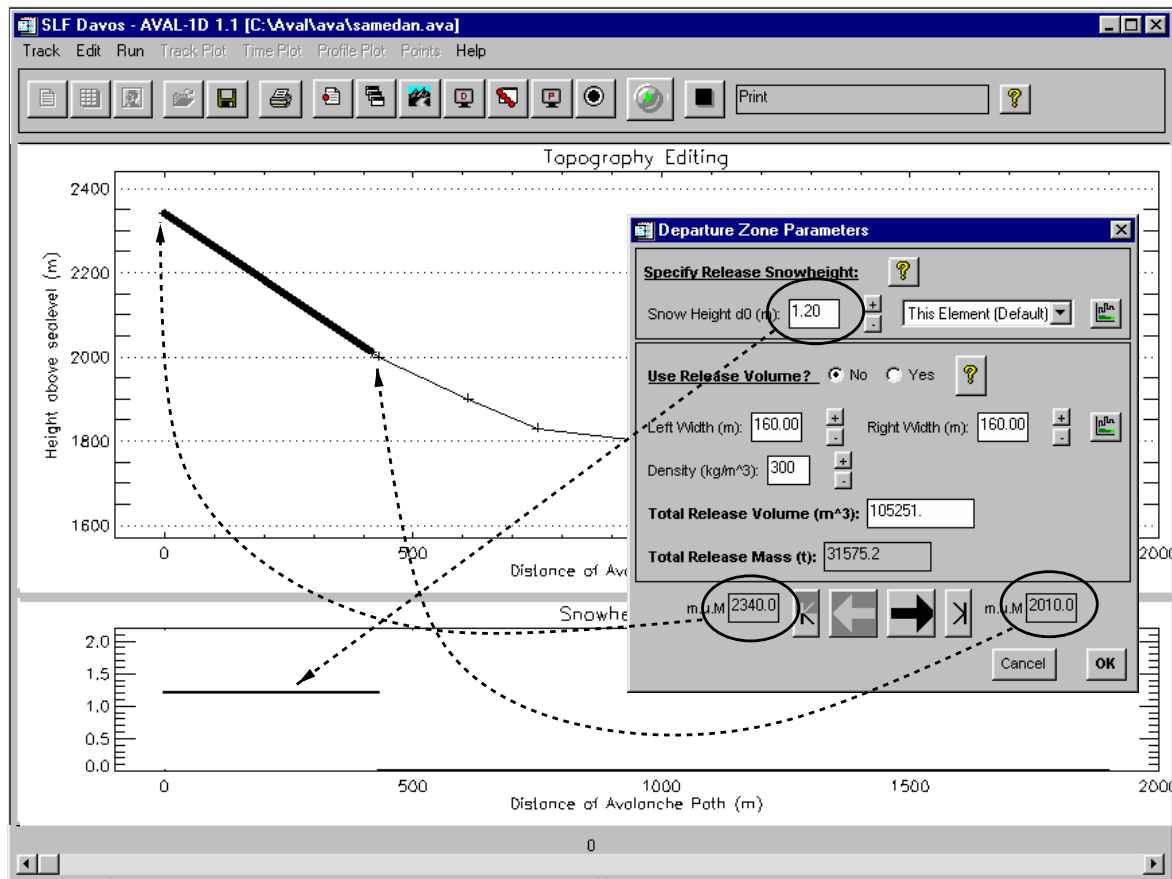 SLF Davos - AVAL-1D 1.1 [C:\Aval\ava\samedan.ava]
Track Edit Run Track Plot Time Plot Profile Plot Points Help
D P Print ?
Topography Editing
Height above sealevel (m)
2400
2200
2000
1800
1600
0 500 2000
Distance of Ava
Departure Zone Parameters
Specify Release Snowheight: ?
Snow Height d0 (m): 1.20 + - This Element (Default)
Use Release Volume? No Yes ?
Left Width (m): 160.00 + - Right Width (m): 160.00 + -
Density (kg/m^3): 300 + -
Total Release Volume (m^3): 105251.
Total Release Mass (t): 31575.2
m.u.M 2340.0 K K m.u.M 2010.0
Cancel OK
Snowhe
2.0
1.5
1.0
0.5
0.0
0 500 1000 1500 2000
Distance of Avalanche Path (m)
0